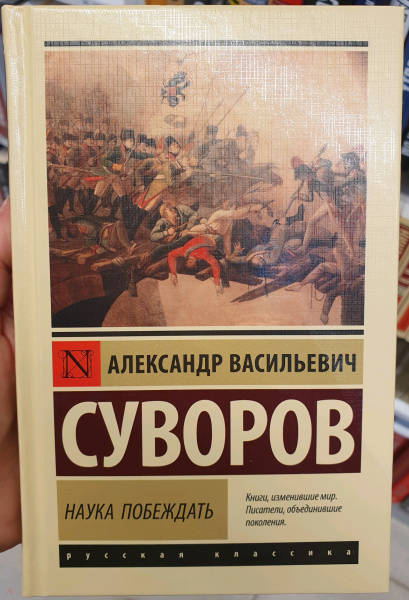 N АЛЕКСАНДР ВАСИЛЬЕВИЧ
СУВОРОВ
НАУКА ПОБЕЖДАТЬ
Книги, изменившие мир.
Писатели, объединившие
поколения.
русская классика